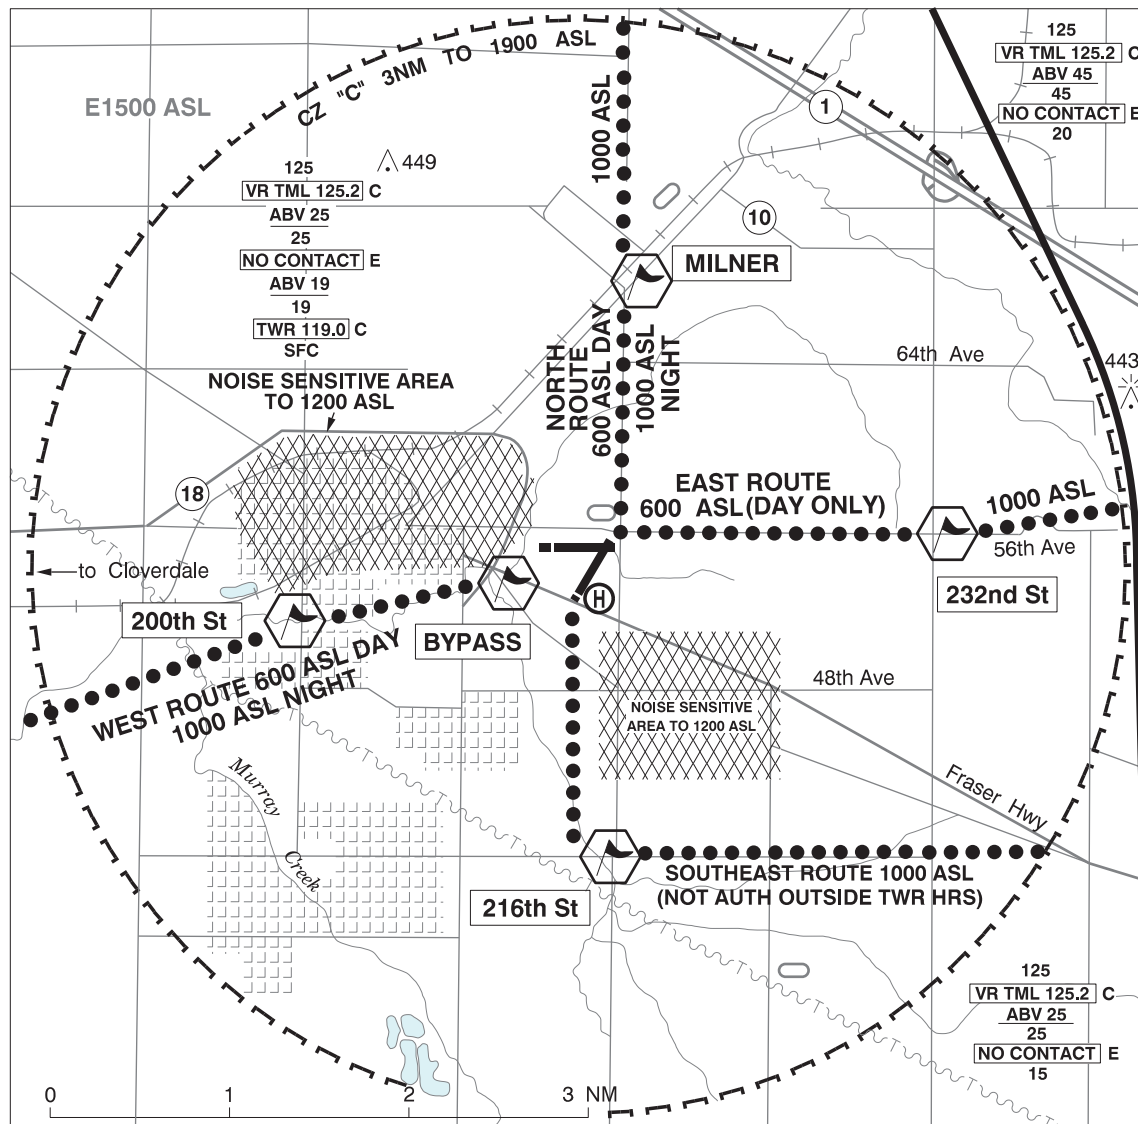 CZ "C" 3NM TO 1900 ASL
E1500 ASL
125
VR TML 125.2 C
ABV 25
25
NO CONTACT E
ABV 19
19
TWR 119.0 C
SFC
449
NOISE SENSITIVE AREA
TO 1200 ASL
1000 ASL
1
125
VR TML 125.2 C
ABV 45
45
NO CONTACT E
20
10
MILNER
NORTH
ROUTE
600 ASL DAY
1000 ASL
NIGHT
64th Ave
443
18
EAST ROUTE
600 ASL (DAY ONLY)
1000 ASL
56th Ave
232nd St
to Cloverdale
200th St
BYPASS
H
WEST ROUTE 600 ASL DAY
1000 ASL NIGHT
48th Ave
NOISE SENSITIVE
AREA TO 1200 ASL
Murray
Creek
Fraser Hwy
SOUTHEAST ROUTE 1000 ASL
(NOT AUTH OUTSIDE TWR HRS)
216th St
125
VR TML 125.2 C
ABV 25
25
NO CONTACT E
15
0 1 2 3 NM